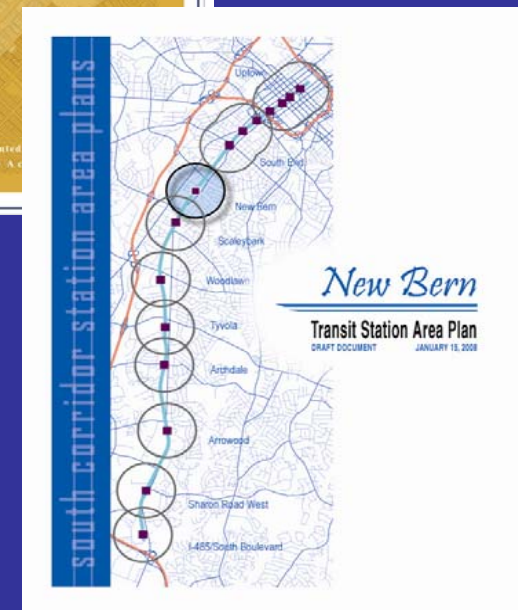 south corridor station area plans
Uptown
South End
New Bern
Scaleybark
Woodlawn
Tyvola
Archdale
Arrowood
Sharon Road West
I-485/South Boulevard
New Bern
Transit Station Area Plan
DRAFT DOCUMENT JANUARY 15, 2008